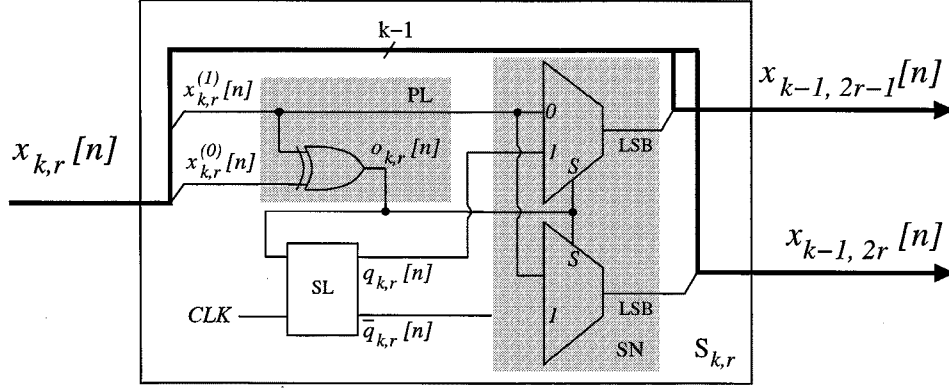 k-1
x_{k,r}^{(1)}[n]
PL
x_{k-1, 2r-1}[n]
0
x_{k,r}[n]
x_{k,r}^{(0)}[n]
o_{k,r}[n]
1
LSB
S
x_{k-1, 2r}[n]
S
SL
q_{k,r}[n]
CLK
LSB
1
q̅_{k,r}[n]
SN
S_{k,r}